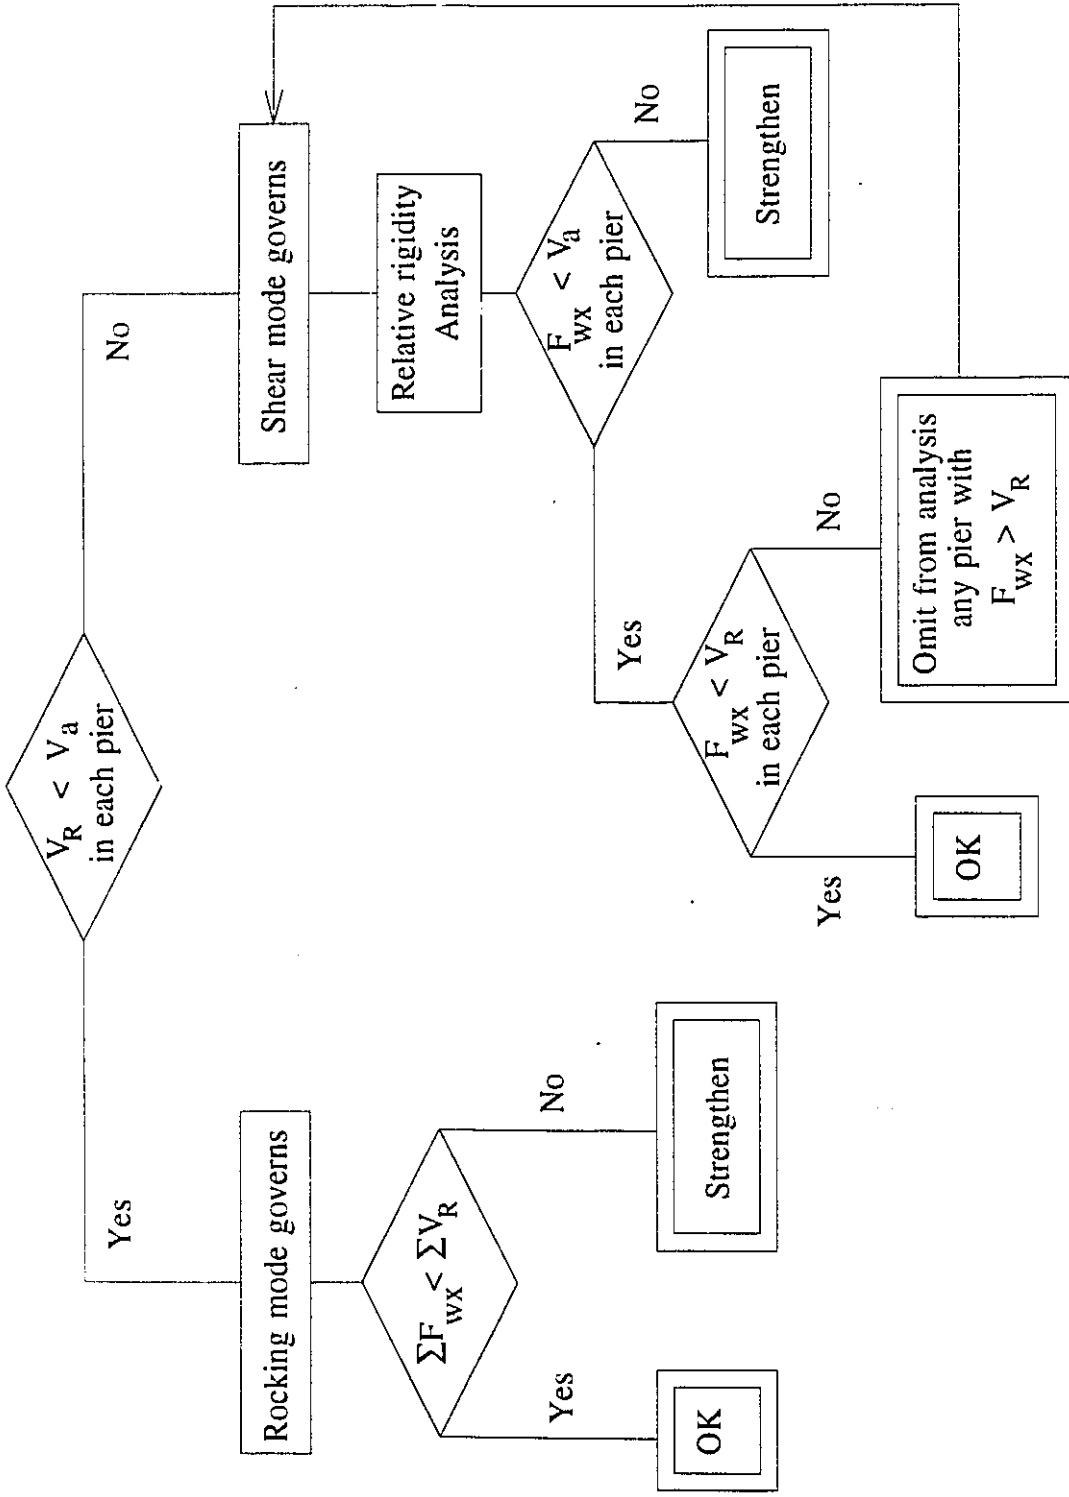 V_R < V_a
in each pier
Yes
No
Rocking mode governs
ΣF_wx < ΣV_R
Yes
No
OK
Strengthen
Shear mode governs
Relative rigidity
Analysis
F_wx < V_a
in each pier
Yes
No
Strengthen
F_wx < V_R
in each pier
Yes
No
OK
Omit from analysis
any pier with
F_wx > V_R